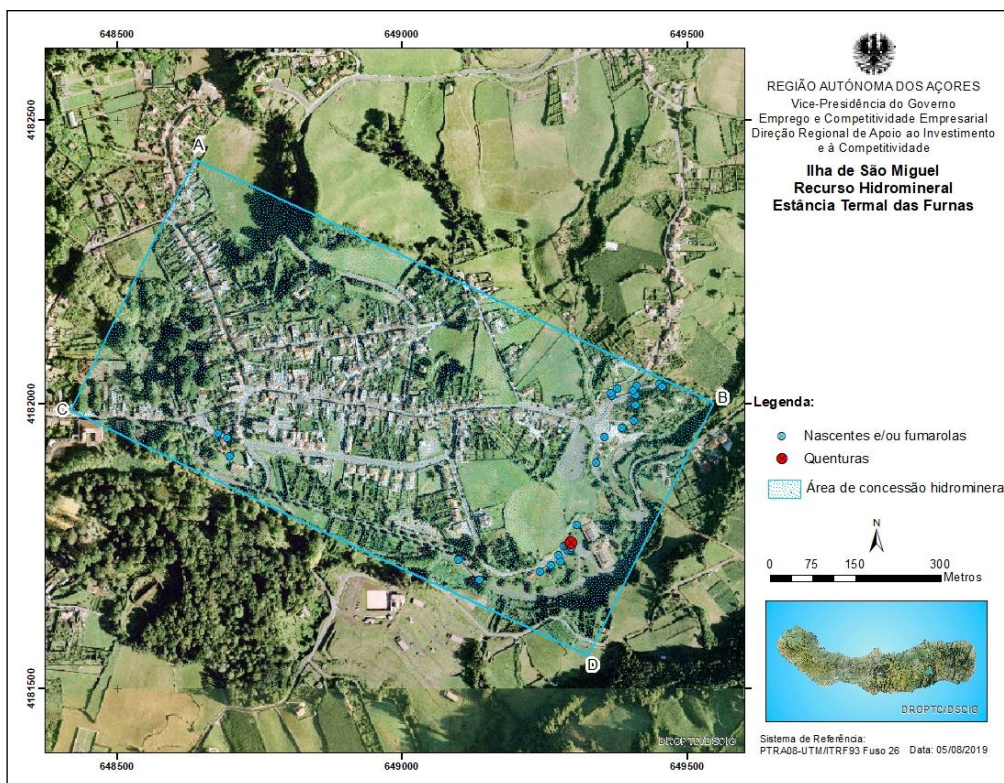 648500
649000
649500
4182500
4182000
4181500
A
B
C
D
DROPTC/DSCIG
648500
649000
649500
REGIÃO AUTÓNOMA DOS AÇORES
Vice-Presidência do Governo
Emprego e Competitividade Empresarial
Direção Regional de Apoio ao Investimento
e à Competitividade
Ilha de São Miguel
Recurso Hidromineral
Estância Termal das Furnas
Legenda:
Nascentes e/ou fumarolas
Quenturas
Área de concessão hidrominera
N
0 75 150 300
Metros
DROPTC/DSCIG
Sistema de Referência:
PTRA08-UTM/ITRF93 Fuso 26 Data: 05/08/2019